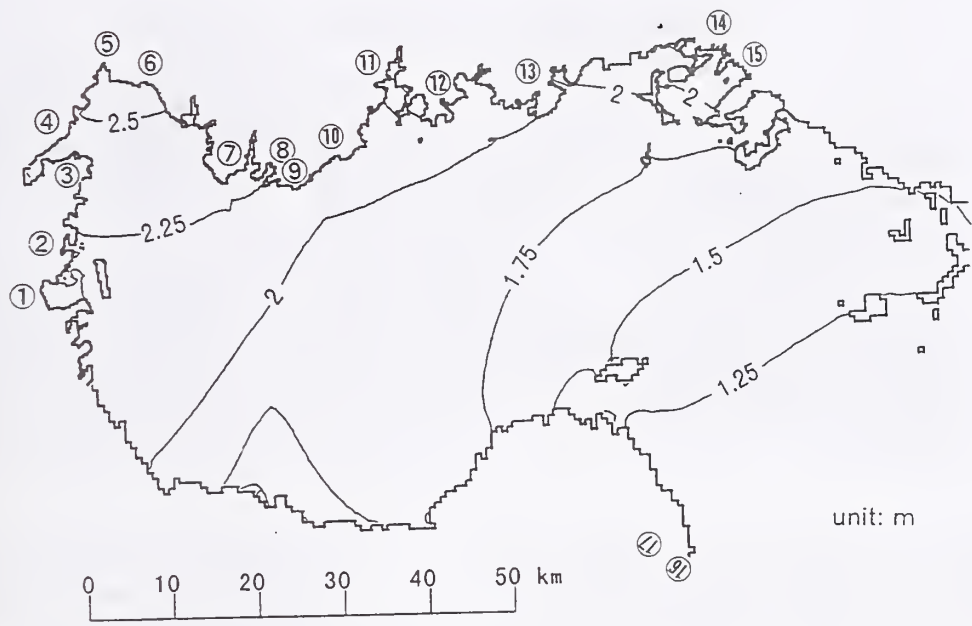 ⑤ ⑥ ⑪ ⑫ ⑬ ⑭ ⑮
④ 2.5 2 2
⑦ ⑧ ⑨ ⑩
③
② 2.25 1.75 1.5
① 2
1.25
unit: m
⑰ ⑯
0 10 20 30 40 50 km